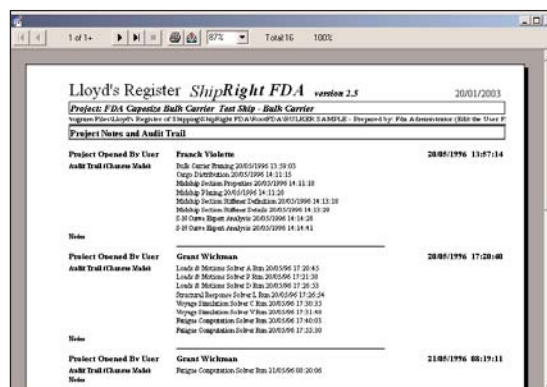 1 of 1+ 87% Total:16 100%
Lloyd's Register ShipRight FDA version 2.5 20/01/2003
Project: FDA Capesize Bulk Carrier Test Ship - Bulk Carrier
Project Notes and Audit Trail
Project Opened By User Franck Violette 20/05/1996 13:57:14
Audit Trail (Changes Made) Bulk Carrier Framing 20/05/1996 13:59:03
Cargo Distribution 20/05/1996 14:11:15
Midship Section Properties 20/05/1996 14:11:18
Midship Plating 20/05/1996 14:11:20
Midship Section Stiffener Definition 20/05/1996 14:13:18
Midship Section Stiffener Details 20/05/1996 14:13:20
S-N Curve Expert Analysis 20/05/1996 14:14:28
S-N Curve Expert Analysis 20/05/1996 14:14:41
Notes
Project Opened By User Grant Wickman 20/05/1996 17:20:40
Audit Trail (Changes Made) Loads & Motions Solver A Run 20/05/96 17:20:45
Loads & Motions Solver P Run 20/05/96 17:21:50
Loads & Motions Solver D Run 20/05/96 17:26:53
Structural Response Solver L Run 20/05/96 17:26:54
Voyage Simulation Solver C Run 20/05/96 17:30:35
Voyage Simulation Solver V Run 20/05/96 17:31:48
Fatigue Computation Solver Run 20/05/96 17:40:03
Fatigue Computation Solver Run 20/05/96 17:55:30
Notes
Project Opened By User Grant Wickman 21/05/1996 08:19:11
Audit Trail (Changes Made) Fatigue Computation Solver Run 21/05/96 08:20:06
Notes